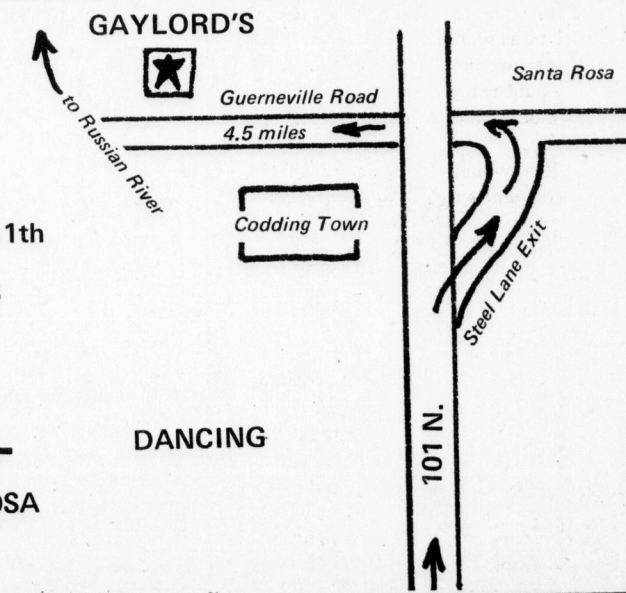 GAYLORD'S
Santa Rosa
Guerneville Road
4.5 miles
to Russian River
1th
Codding Town
Steel Lane Exit
DANCING
101 N.
OSA